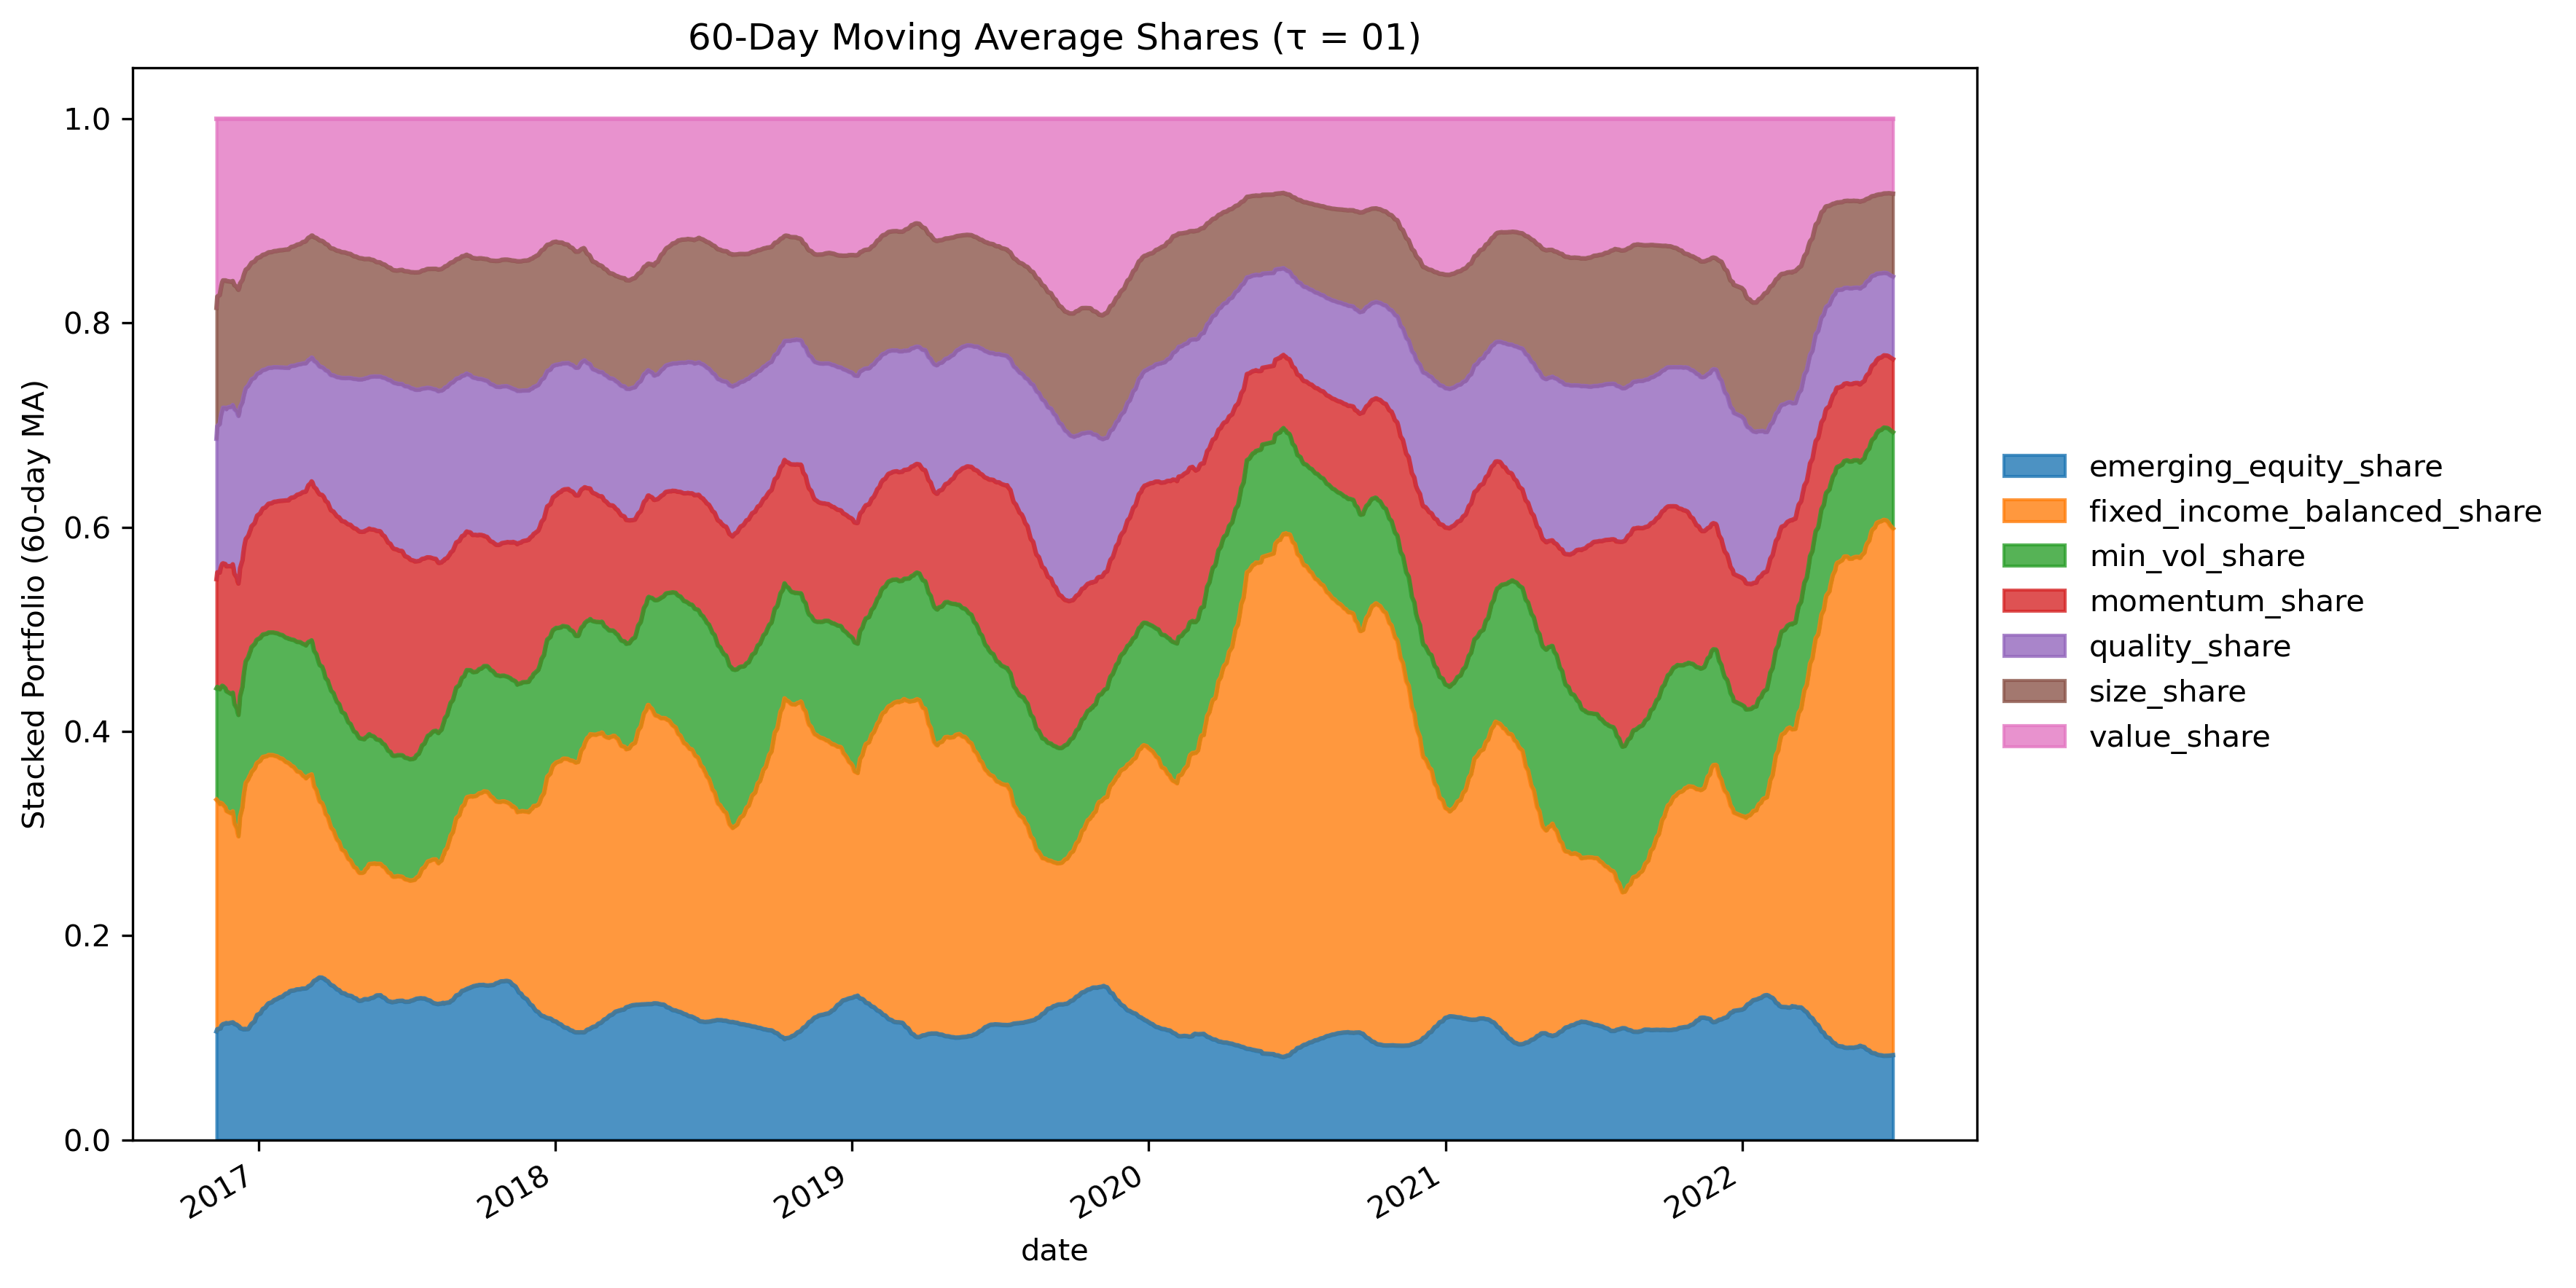 60-Day Moving Average Shares (τ = 01)
Stacked Portfolio (60-day MA)
1.0
0.8
0.6
0.4
0.2
0.0
2017
2018
2019
2020
2021
2022
date
emerging_equity_share
fixed_income_balanced_share
min_vol_share
momentum_share
quality_share
size_share
value_share